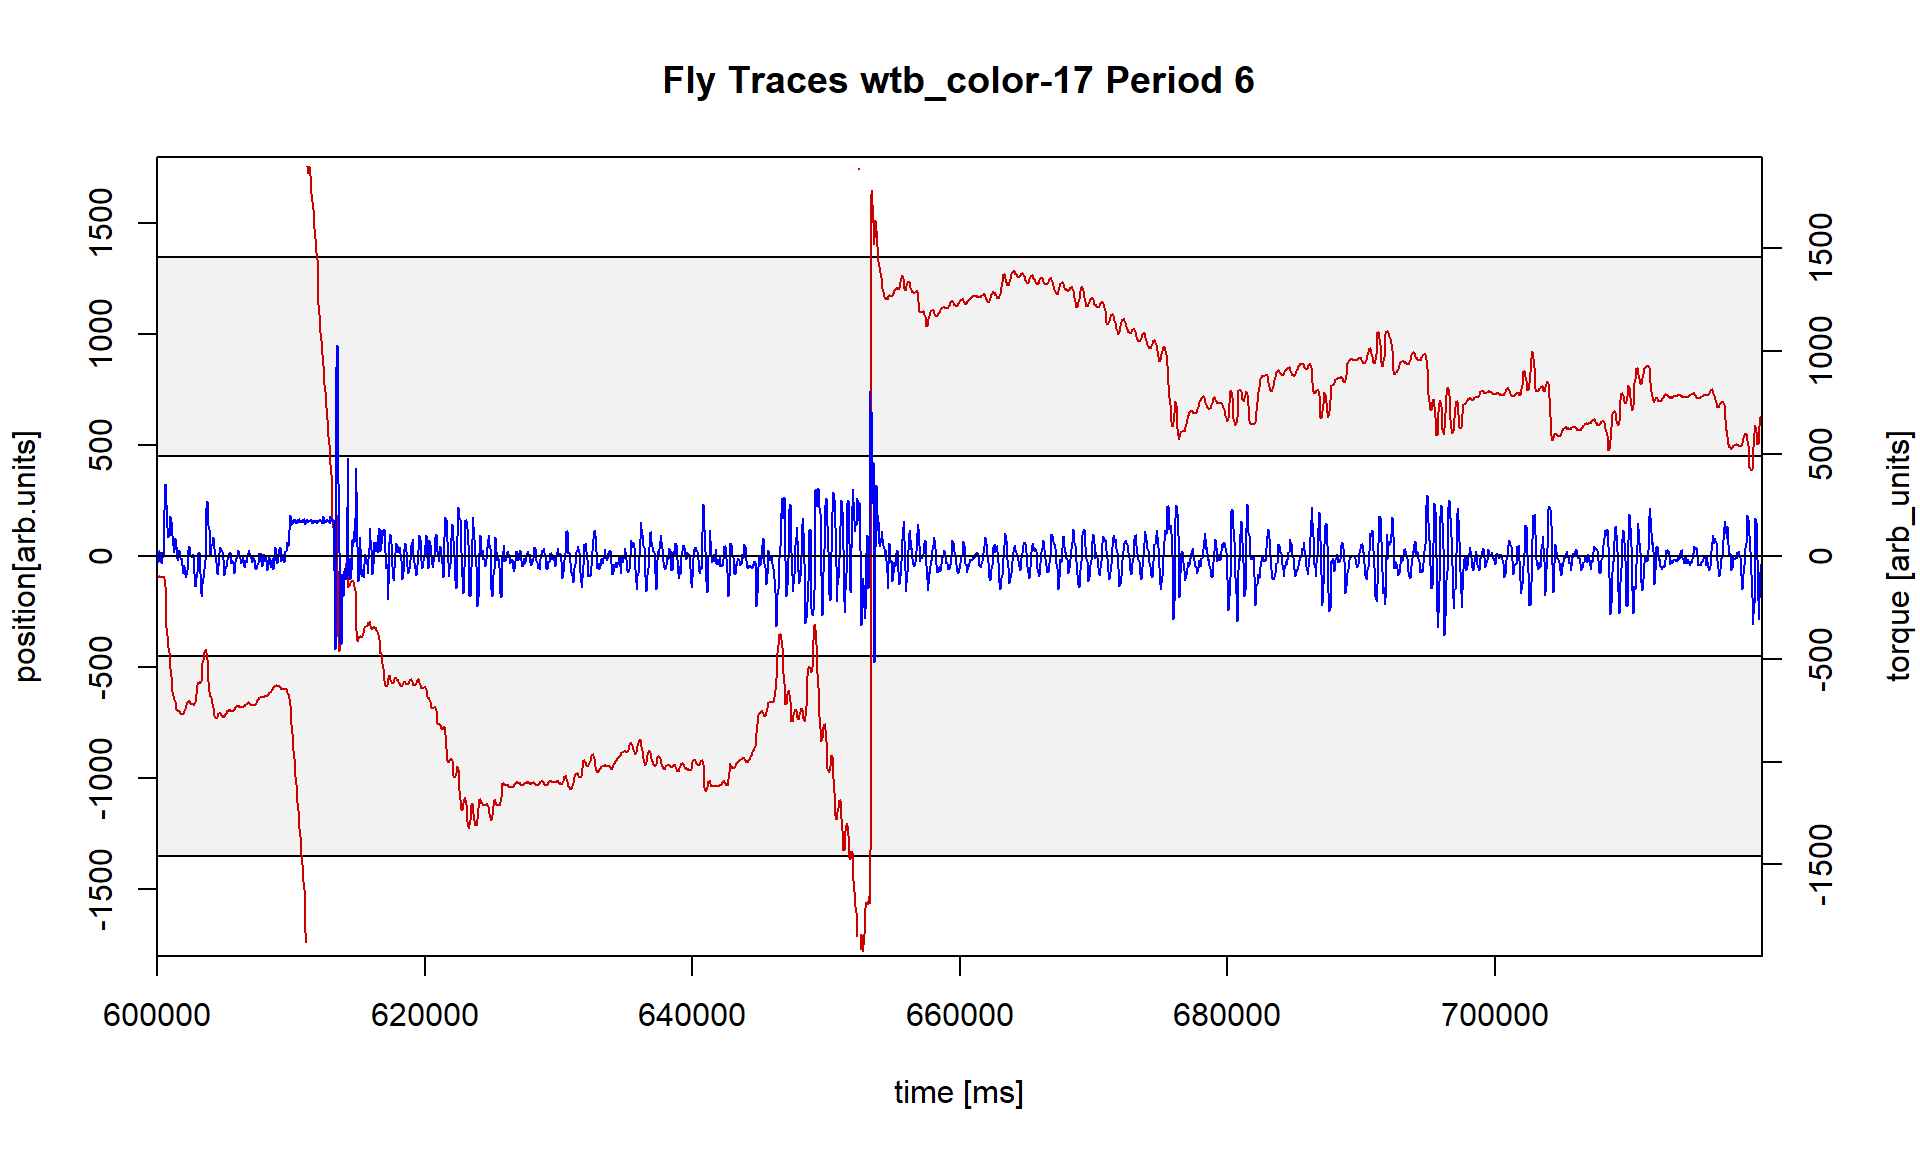 Fly Traces wtb_color-17 Period 6
position[arb.units]
1500
1000
500
0
-500
-1000
-1500
1500
1000
500
0
-500
-1500
torque [arb_units]
600000 620000 640000 660000 680000 700000
time [ms]